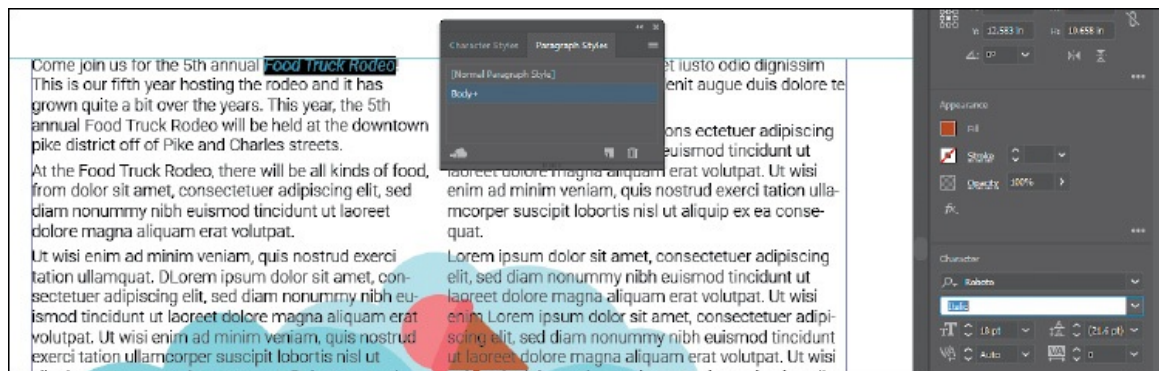 Come join us for the 5th annual Food Truck Rodeo.
This is our fifth year hosting the rodeo and it has
grown quite a bit over the years. This year, the 5th
annual Food Truck Rodeo will be held at the downtown
pike district off of Pike and Charles streets.
At the Food Truck Rodeo, there will be all kinds of food,
from dolor sit amet, consectetuer adipiscing elit, sed
diam nonummy nibh euismod tincidunt ut laoreet
dolore magna aliquam erat volutpat.
Ut wisi enim ad minim veniam, quis nostrud exerci
tation ullamquat. DLorem ipsum dolor sit amet, con-
sectetuer adipiscing elit, sed diam nonummy nibh eu-
ismod tincidunt ut laoreet dolore magna aliquam erat
volutpat. Ut wisi enim ad minim veniam, quis nostrud
exerci tation ullamcorper suscipit lobortis nisl ut
Character Styles Paragraph Styles
[Normal Paragraph Style]
Body+
et iusto odio dignissim
enit augue duis dolore te
ons ectetuer adipiscing
euismod tincidunt ut
laoreet dolore magna aliquam erat volutpat. Ut wisi
enim ad minim veniam, quis nostrud exerci tation ulla-
mcorper suscipit lobortis nisl ut aliquip ex ea conse-
quat.
Lorem ipsum dolor sit amet, consectetuer adipiscing
elit, sed diam nonummy nibh euismod tincidunt ut
laoreet dolore magna aliquam erat volutpat. Ut wisi
enim Lorem ipsum dolor sit amet, consectetuer adipi-
scing elit, sed diam nonummy nibh euismod tincidunt
ut laoreet dolore magna aliquam erat volutpat. Ut wisi
Y: 12.583 in H: 10.658 in
0°
Appearance
Fill
Stroke
Opacity 100%
fx.
Character
Roboto
Italic
18 pt (21.6 pt)
Auto 0